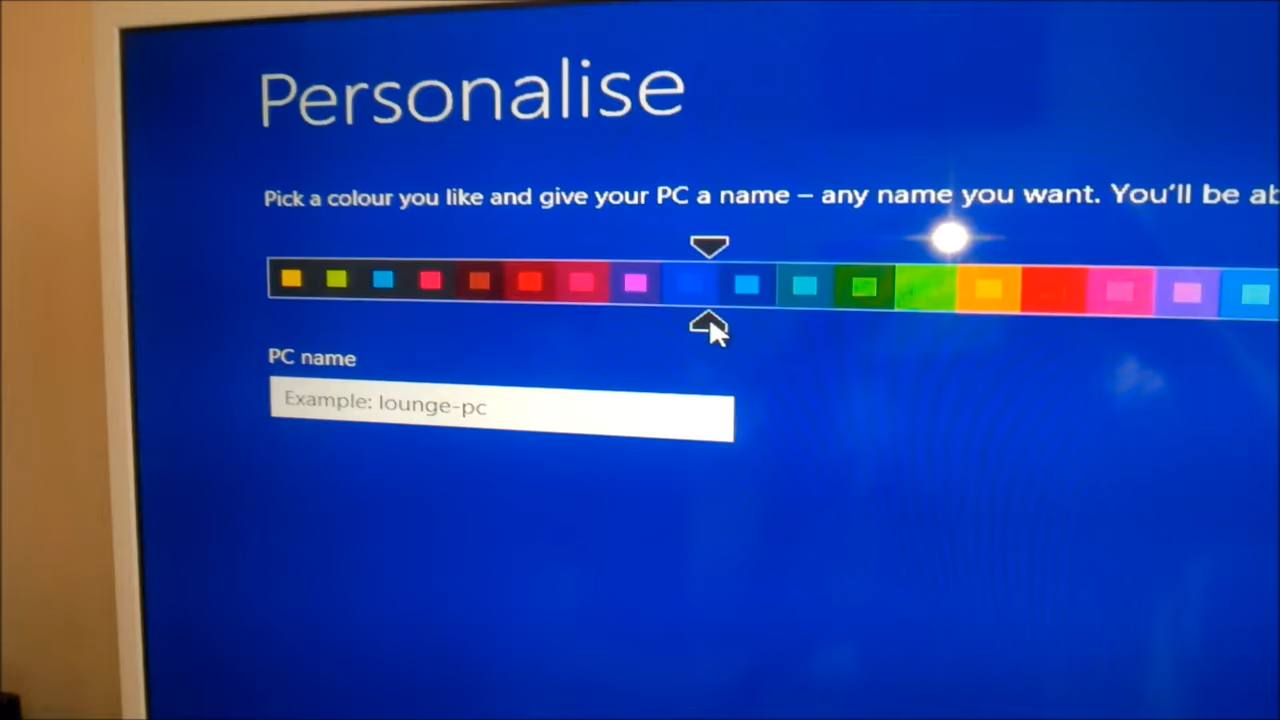 Personalise
Pick a colour you like and give your PC a name – any name you want. You'll be
PC name
Example: lounge-pc